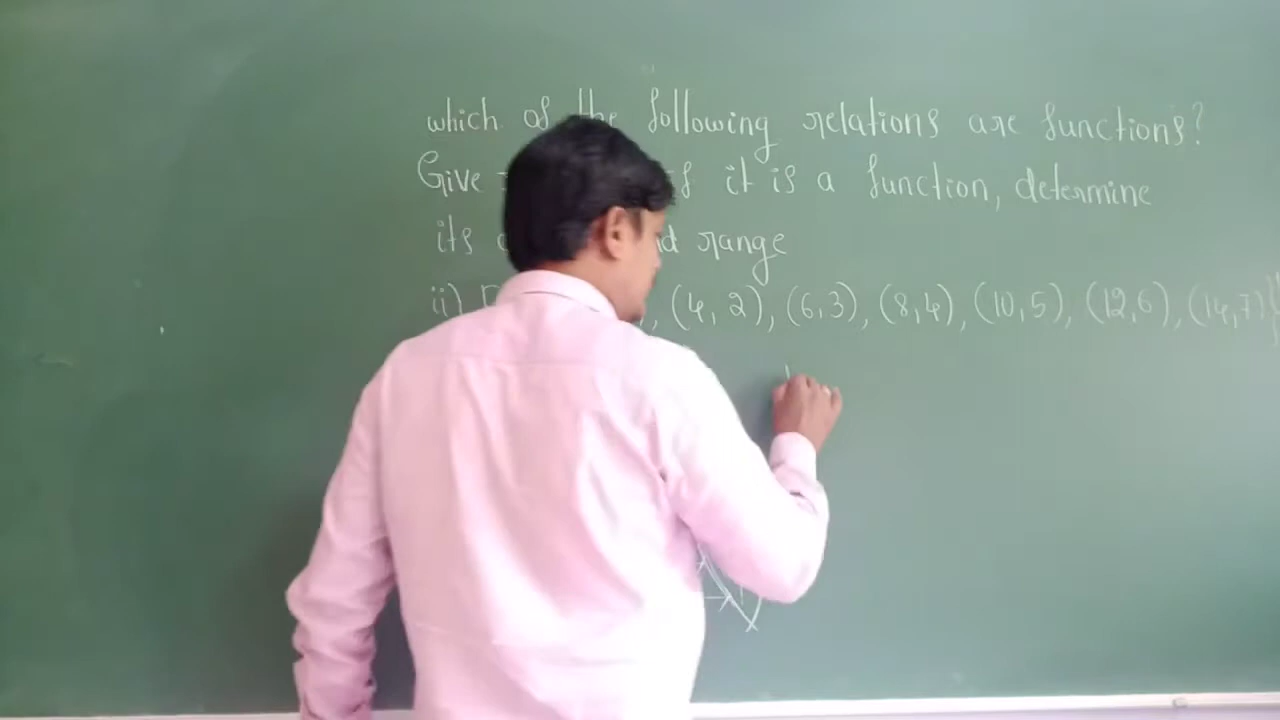 which of the following relations are functions?
Give if it is a function, determine
its range
ii) , (4, 2), (6, 3), (8, 4), (10, 5), (12, 6), (14, 7)}